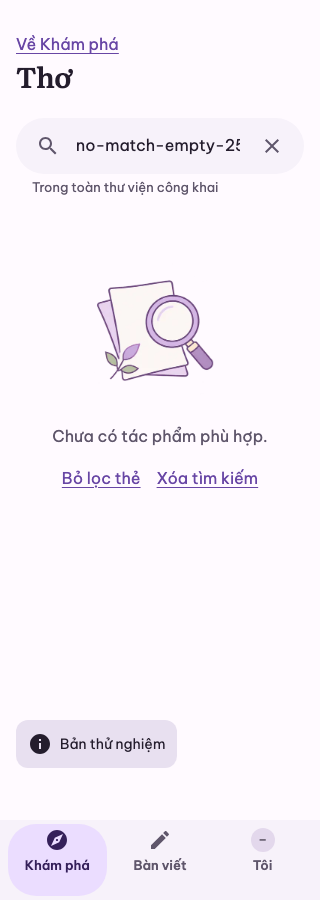 Về Khám phá
Thơ
no-match-empty-25
Trong toàn thư viện công khai
Chưa có tác phẩm phù hợp.
Bỏ lọc thẻ Xóa tìm kiếm
Bản thử nghiệm
Khám phá Bàn viết Tôi